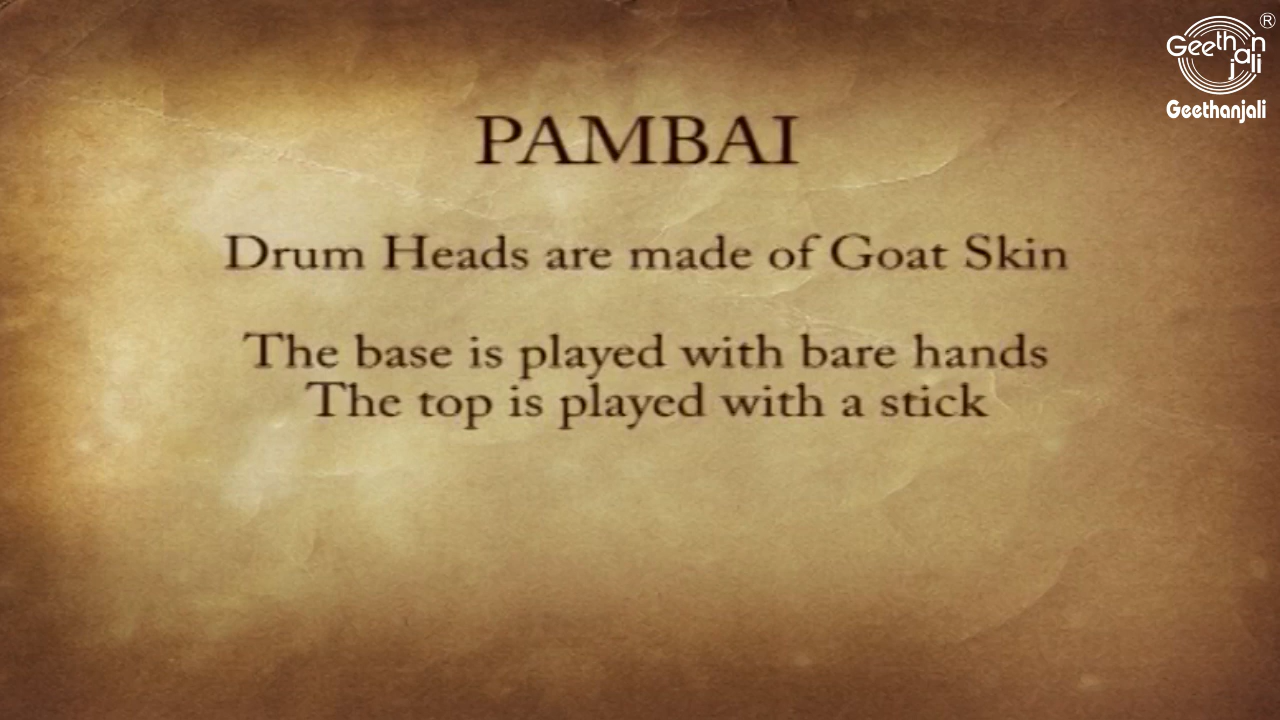 Geethanjali ®
Geethanjali
PAMBAI
Drum Heads are made of Goat Skin
The base is played with bare hands
The top is played with a stick